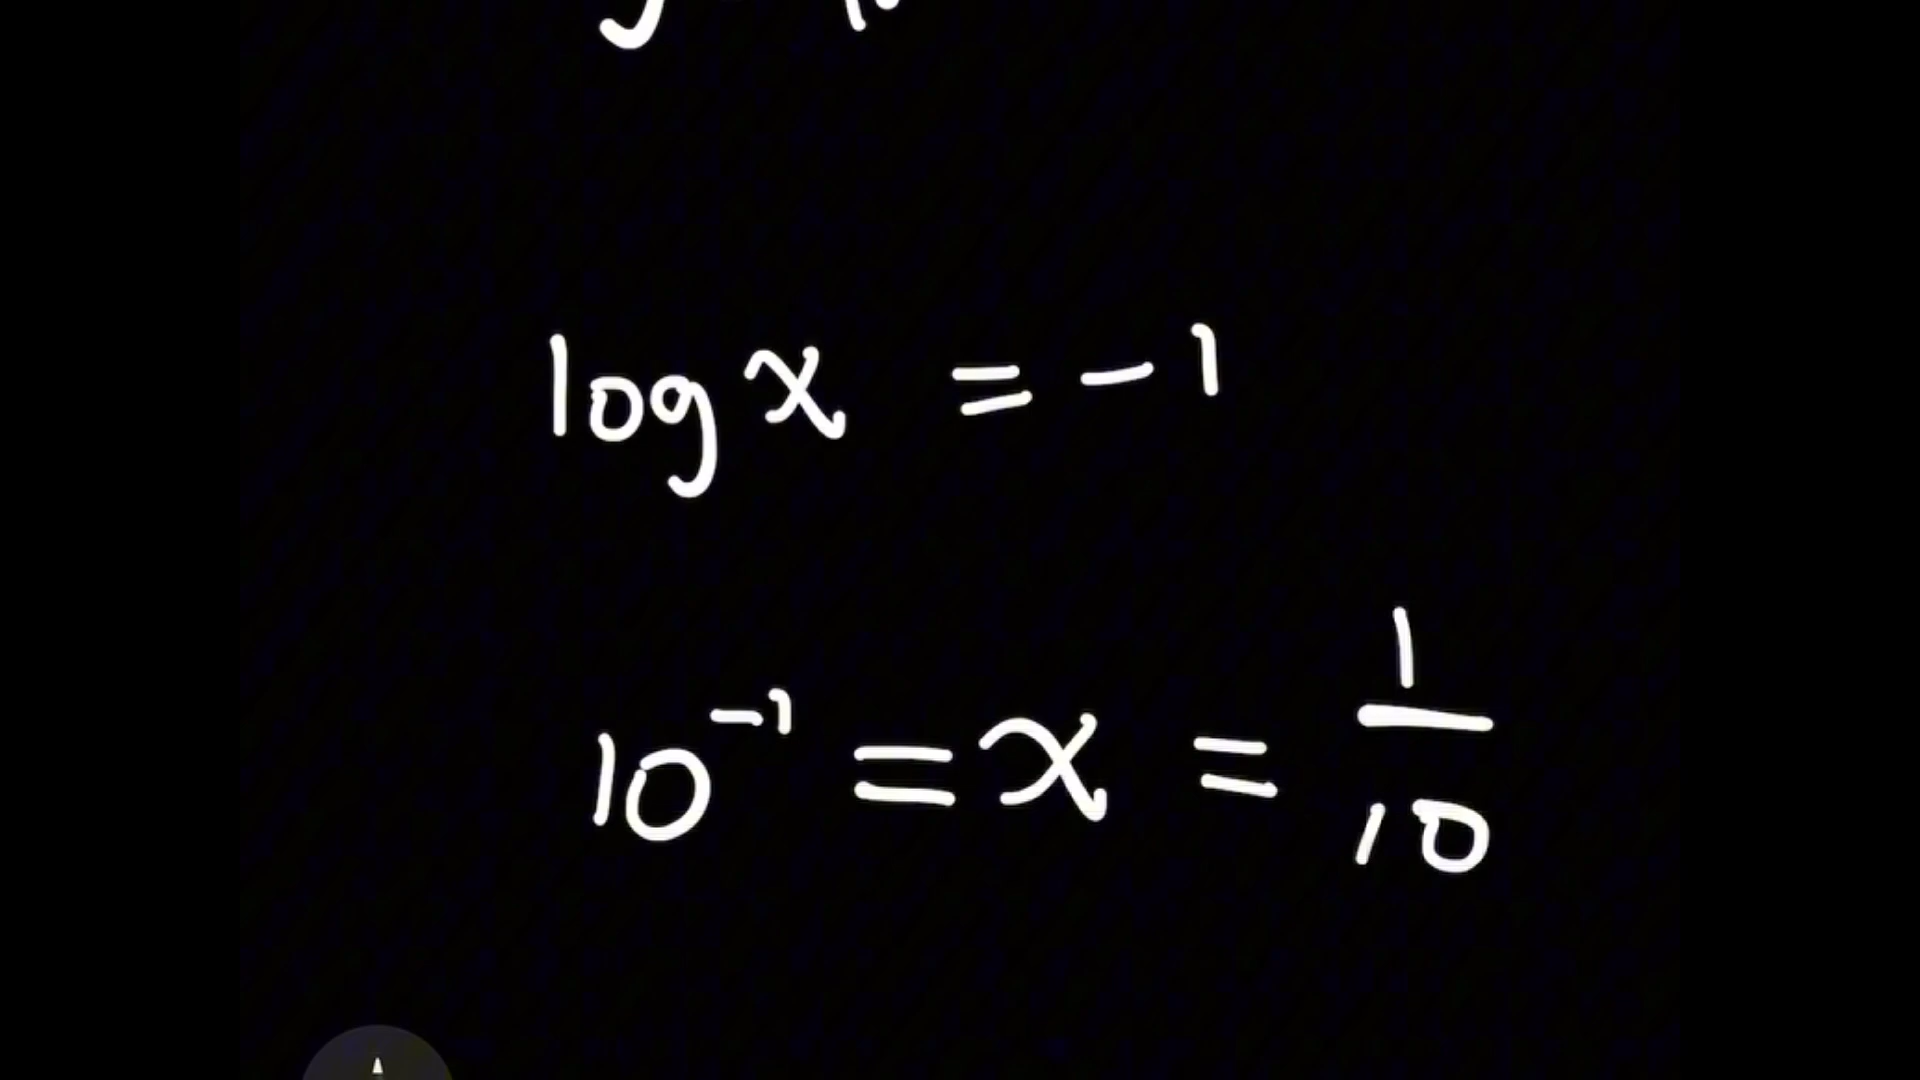 log x = -1
10⁻¹ = x = 1/10